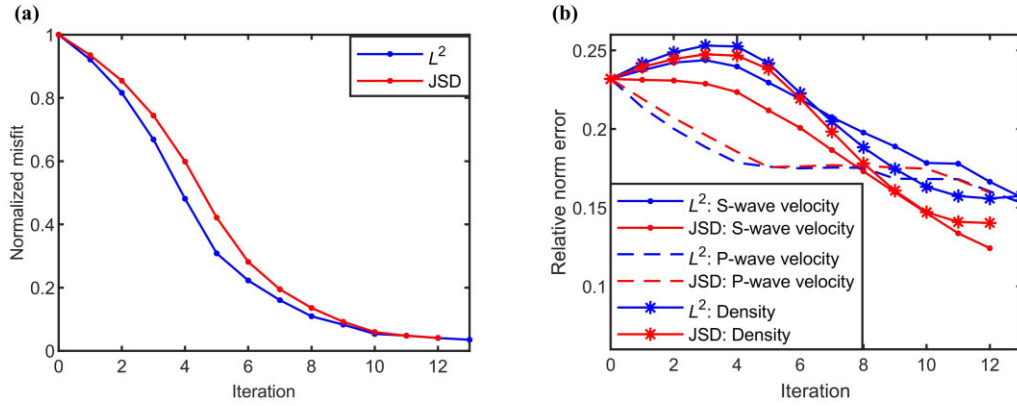 (a)
1
0.8
0.6
0.4
0.2
0
0 2 4 6 8 10 12
Normalized misfit
Iteration
L²
JSD
(b)
0.25
0.2
0.15
0.1
0 2 4 6 8 10 12
Relative norm error
Iteration
L²: S-wave velocity
JSD: S-wave velocity
L²: P-wave velocity
JSD: P-wave velocity
L²: Density
JSD: Density